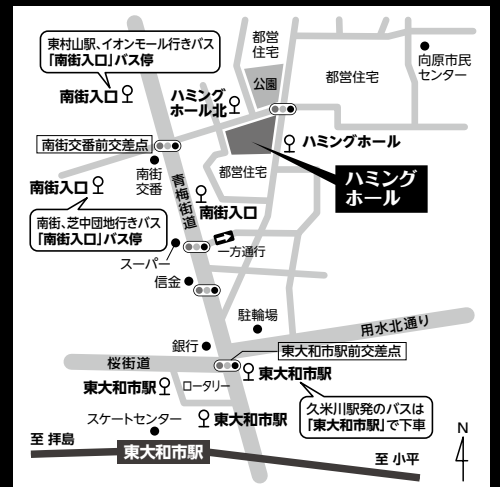 都営
住宅
東村山駅、イオンモール行きバス
「南街入口」バス停
向原市民
センター
都営住宅
公園
南街入口
ハミング
ホール北
ハミングホール
南街交番前交差点
南街
交番
都営住宅
ハミング
ホール
南街入口
青梅街道
南街入口
南街、芝中団地行きバス
「南街入口」バス停
一方通行
スーパー
信金
駐輪場
用水北通り
銀行
東大和市駅前交差点
桜街道
東大和市駅
ロータリー
東大和市駅
久米川駅発のバスは
「東大和市駅」で下車
スケートセンター
東大和市駅
N
至 拝島
東大和市駅
至 小平